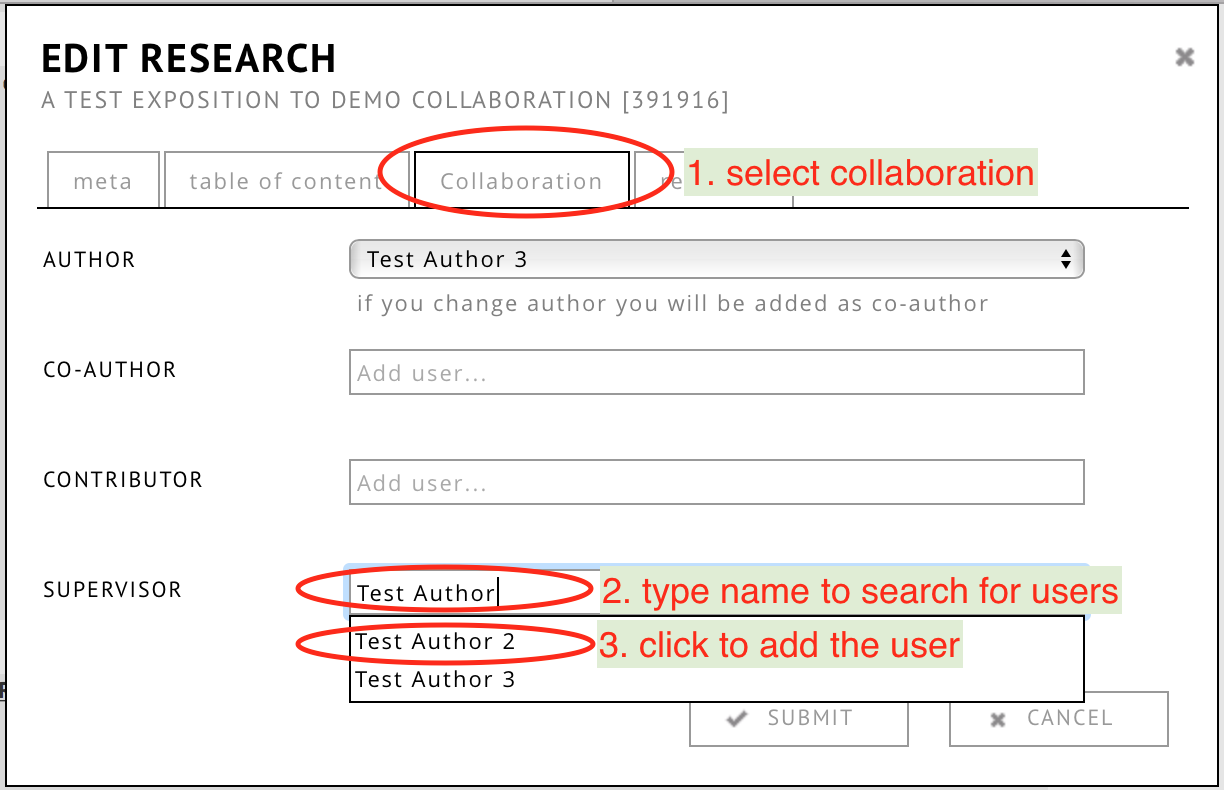 EDIT RESEARCH
A TEST EXPOSITION TO DEMO COLLABORATION [391916]
meta
table of content
Collaboration
1. select collaboration
AUTHOR
Test Author 3
if you change author you will be added as co-author
CO-AUTHOR
Add user...
CONTRIBUTOR
Add user...
SUPERVISOR
Test Author
2. type name to search for users
Test Author 2
3. click to add the user
Test Author 3
SUBMIT
CANCEL